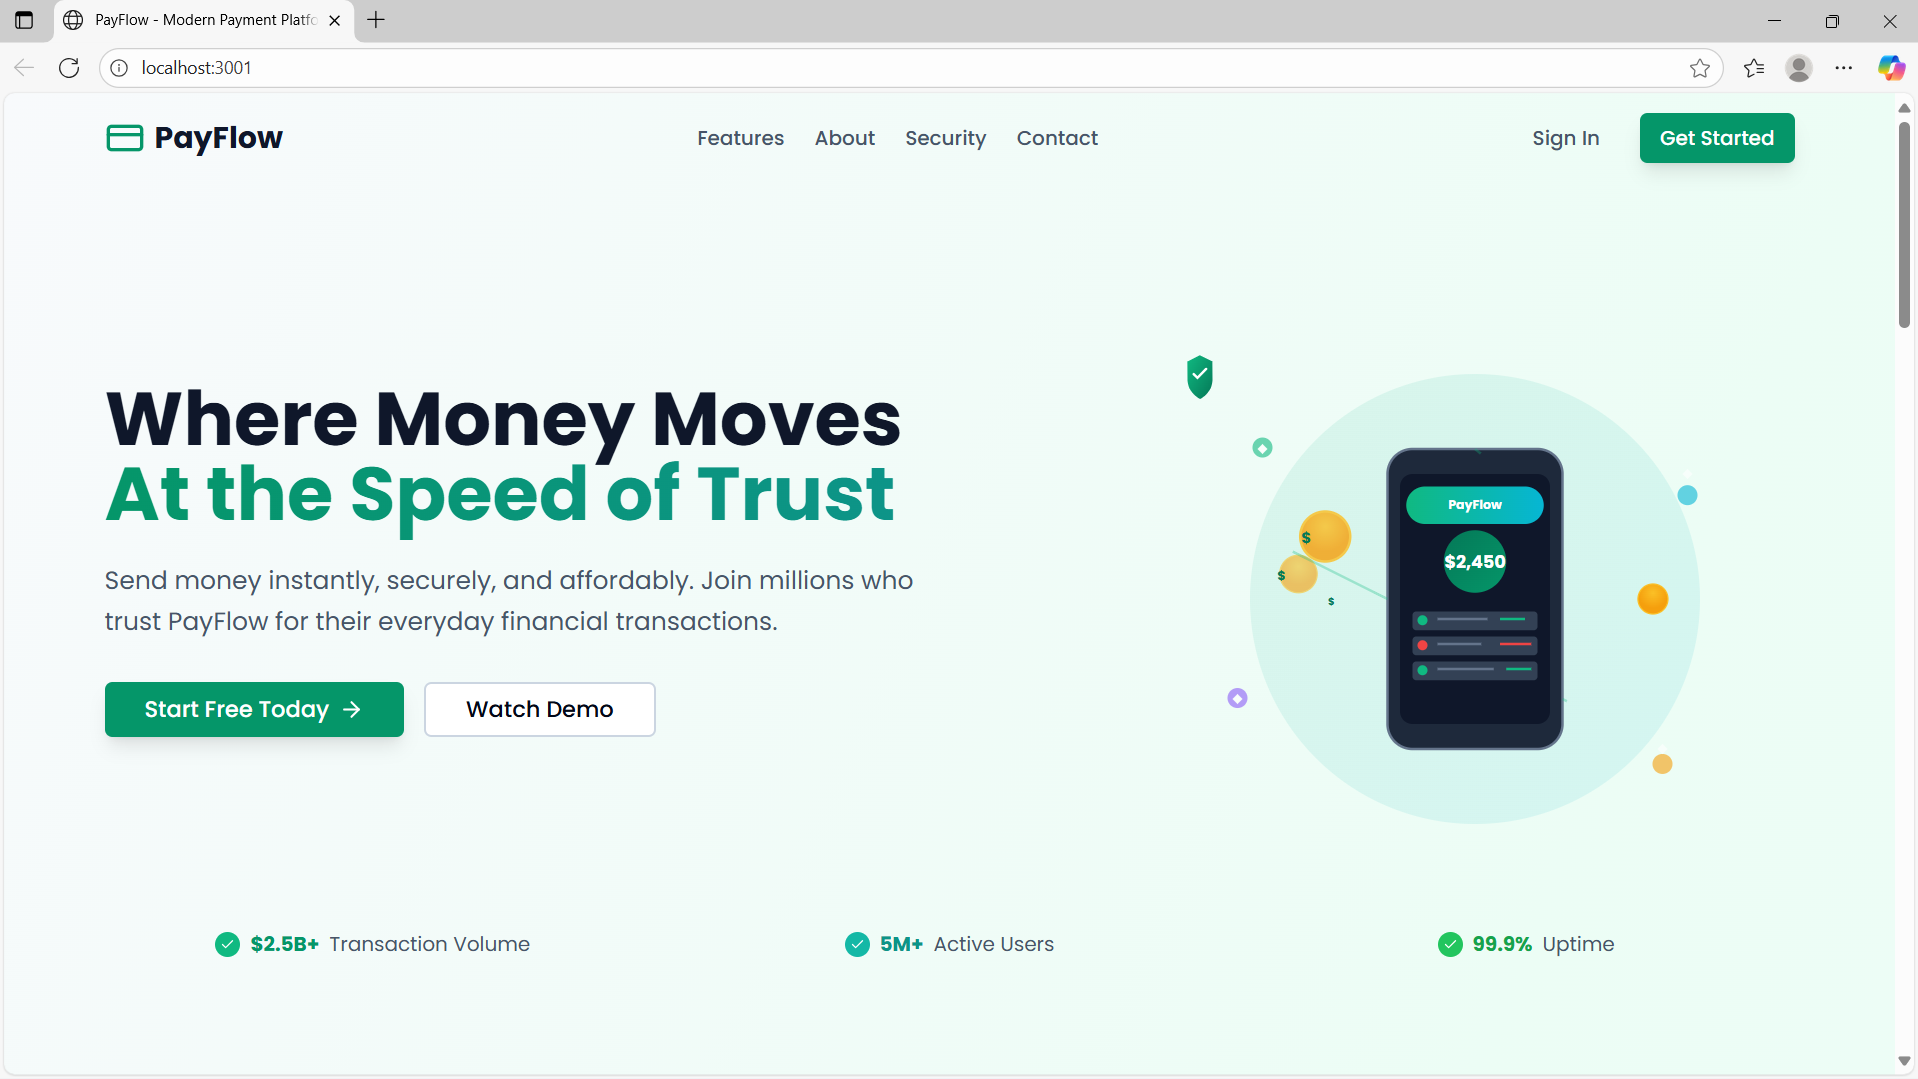 PayFlow - Modern Payment Platfo
localhost:3001
PayFlow
Features
About
Security
Contact
Sign In
Get Started
Where Money Moves
At the Speed of Trust
Send money instantly, securely, and affordably. Join millions who
trust PayFlow for their everyday financial transactions.
Start Free Today →
Watch Demo
PayFlow
$2,450
$
$
$
$2.5B+ Transaction Volume
5M+ Active Users
99.9% Uptime